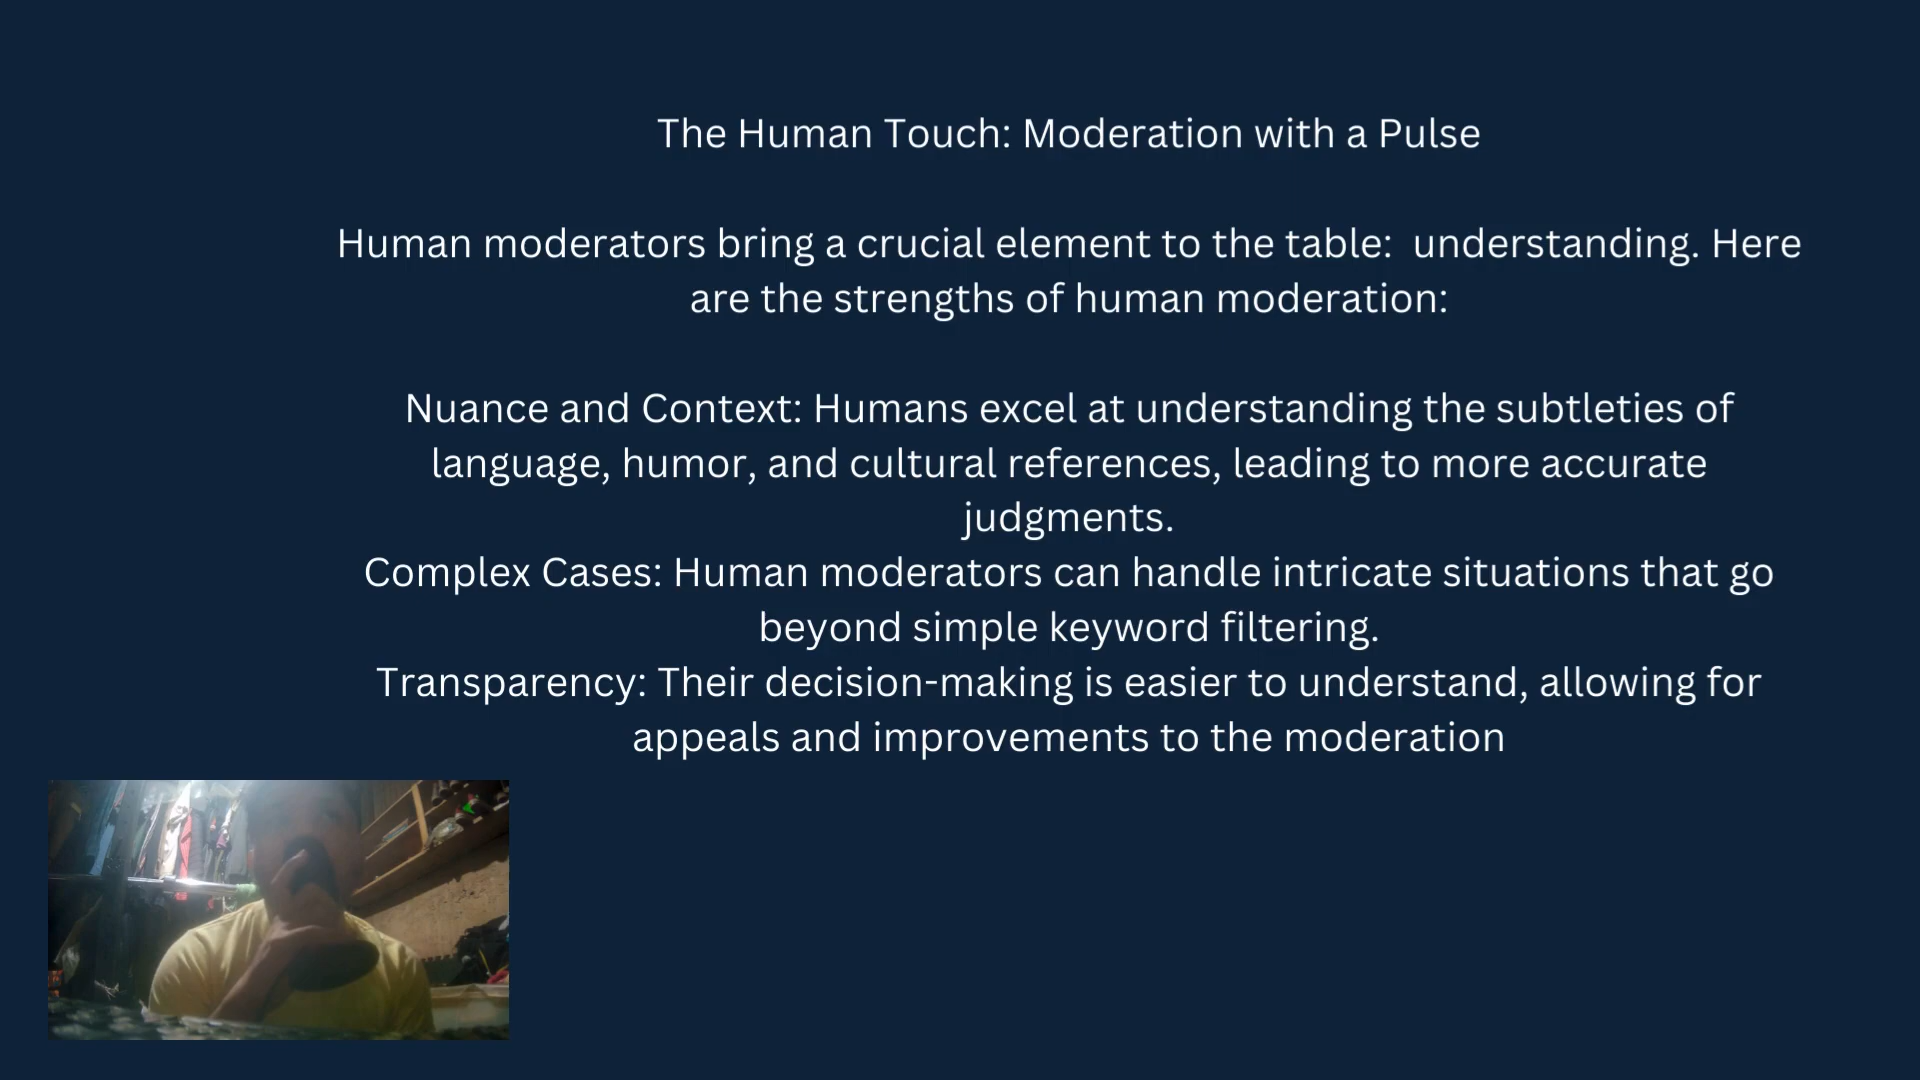 The Human Touch: Moderation with a Pulse
Human moderators bring a crucial element to the table:  understanding. Here
are the strengths of human moderation:
Nuance and Context: Humans excel at understanding the subtleties of
language, humor, and cultural references, leading to more accurate
judgments.
Complex Cases: Human moderators can handle intricate situations that go
beyond simple keyword filtering.
Transparency: Their decision-making is easier to understand, allowing for
appeals and improvements to the moderation